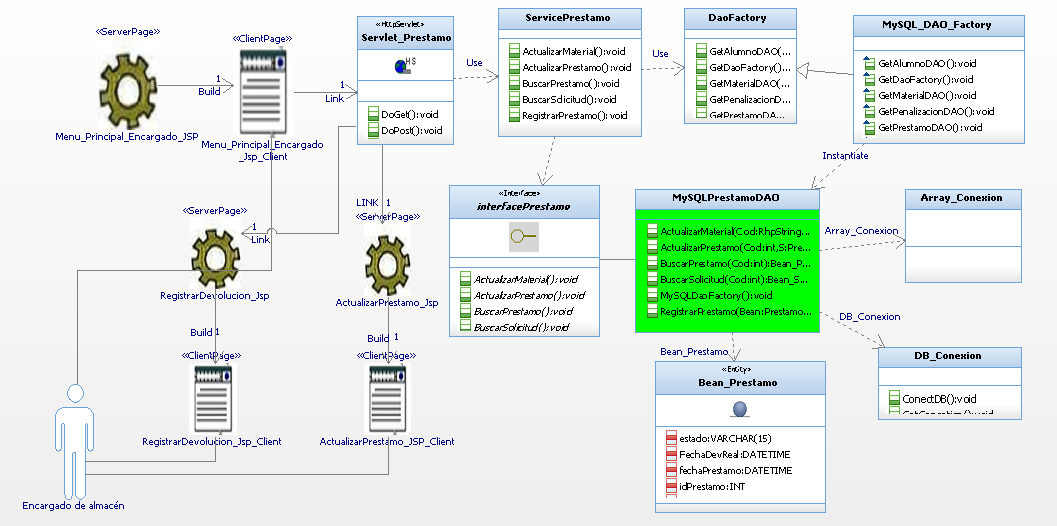 «ServerPage»
Menu_Principal_Encargado_JSP
1
Build
«ClientPage»
Menu_Principal_Encargado
_Jsp_Client
1
Link
«HttpServlet»
Servlet_Prestamo
HS
DoGet():void
DoPost():void
Use
ServicePrestamo
ActualizarMaterial():void
ActualizarPrestamo():void
BuscarPrestamo():void
BuscarSolicitud():void
RegistrarPrestamo():void
Use
DaoFactory
GetAlumnoDAO(...
GetDaoFactory()...
GetMaterialDAO(...
GetPenalizacionD...
GetPrestamoDA...
MySQL_DAO_Factory
GetAlumnoDAO():void
GetDaoFactory():void
GetMaterialDAO():void
GetPenalizacionDAO():void
GetPrestamoDAO():void
Instantiate
«ServerPage»
1
Link
RegistrarDevolucion_Jsp
LINK 1
«ServerPage»
ActualizarPrestamo_Jsp
«Interface»
interfacePrestamo
ActualizarMaterial():void
ActualizarPrestamo():void
BuscarPrestamo():void
BuscarSolicitud():void
MySQLPrestamoDAO
ActualizarMaterial(Cod:RhpString...
ActualizarPrestamo(Cod:int,S:Pre...
BuscarPrestamo(Cod:int):Bean_P...
BuscarSolicitud(Cod:int):Bean_S...
MySQLDaoFactory():void
RegistrarPrestamo(Bean:Prestamo...
Array_Conexion
Array_Conexion
DB_Conexion
DB_Conexion
ConectDB():void
Bean_Prestamo
«Entity»
Bean_Prestamo
estado:VARCHAR(15)
FechaDevReal:DATETIME
fechaPrestamo:DATETIME
idPrestamo:INT
Build 1
«ClientPage»
RegistrarDevolucion_Jsp_Client
Build 1
«ClientPage»
ActualizarPrestamo_JSP_Client
Encargado de almacén